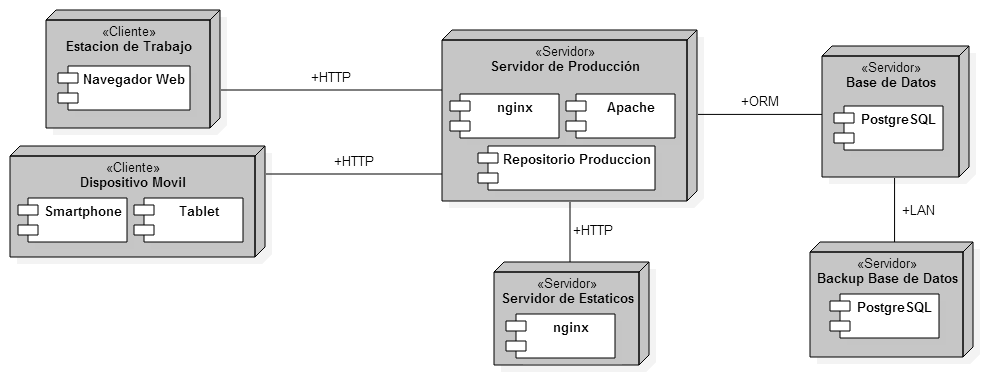 «Cliente»
Estacion de Trabajo
Navegador Web
+HTTP
«Cliente»
Dispositivo Movil
Smartphone
Tablet
+HTTP
«Servidor»
Servidor de Producción
nginx
Apache
Repositorio Produccion
+HTTP
«Servidor»
Servidor de Estaticos
nginx
+ORM
«Servidor»
Base de Datos
PostgreSQL
+LAN
«Servidor»
Backup Base de Datos
PostgreSQL